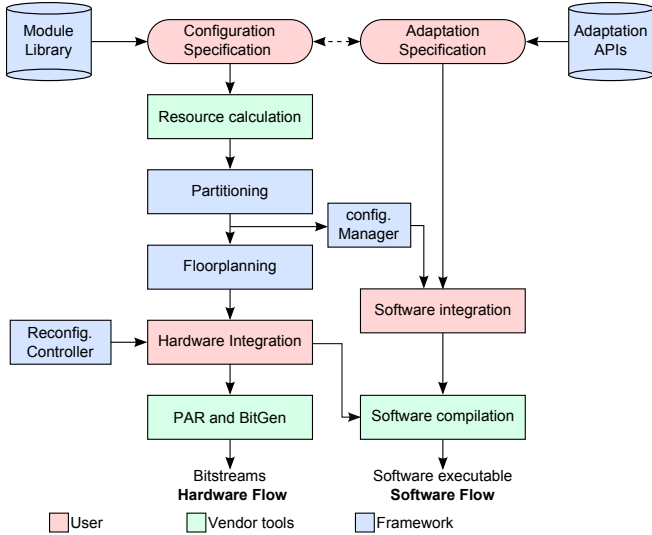 Module
Library
Configuration
Specification
Adaptation
Specification
Adaptation
APIs
Resource calculation
Partitioning
config.
Manager
Floorplanning
Software integration
Reconfig.
Controller
Hardware Integration
PAR and BitGen
Software compilation
Bitstreams
Hardware Flow
Software executable
Software Flow
User
Vendor tools
Framework